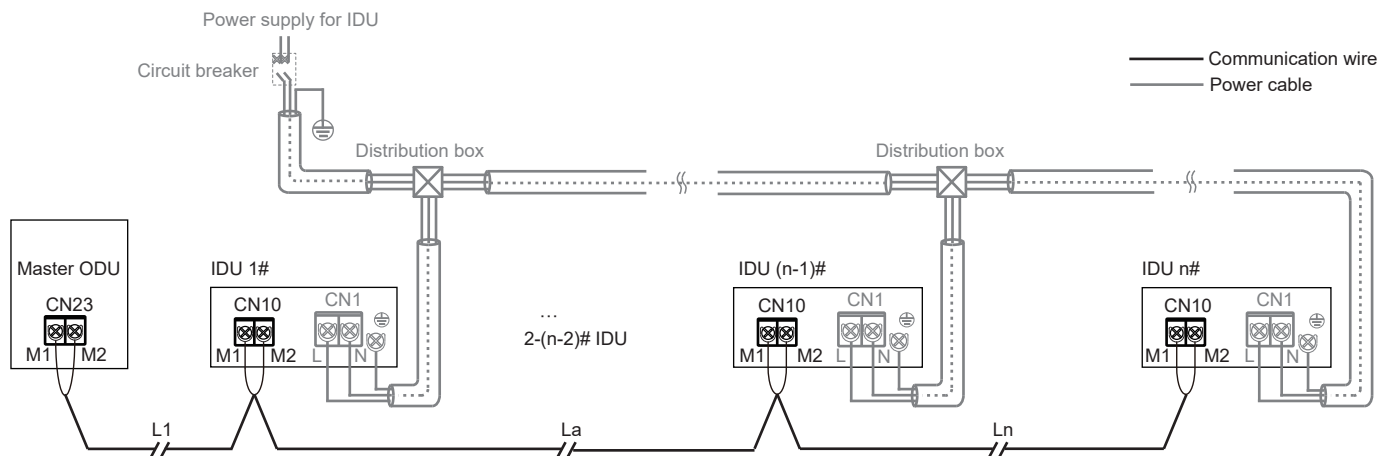 Power supply for IDU
Circuit breaker
Communication wire
Power cable
Distribution box
Distribution box
Master ODU
CN23
M1 M2
IDU 1#
CN10
CN1
M1 M2
L N
...
2-(n-2)# IDU
IDU (n-1)#
CN10
CN1
M1 M2
L N
IDU n#
CN10
CN1
M1 M2
L N
L1
La
Ln